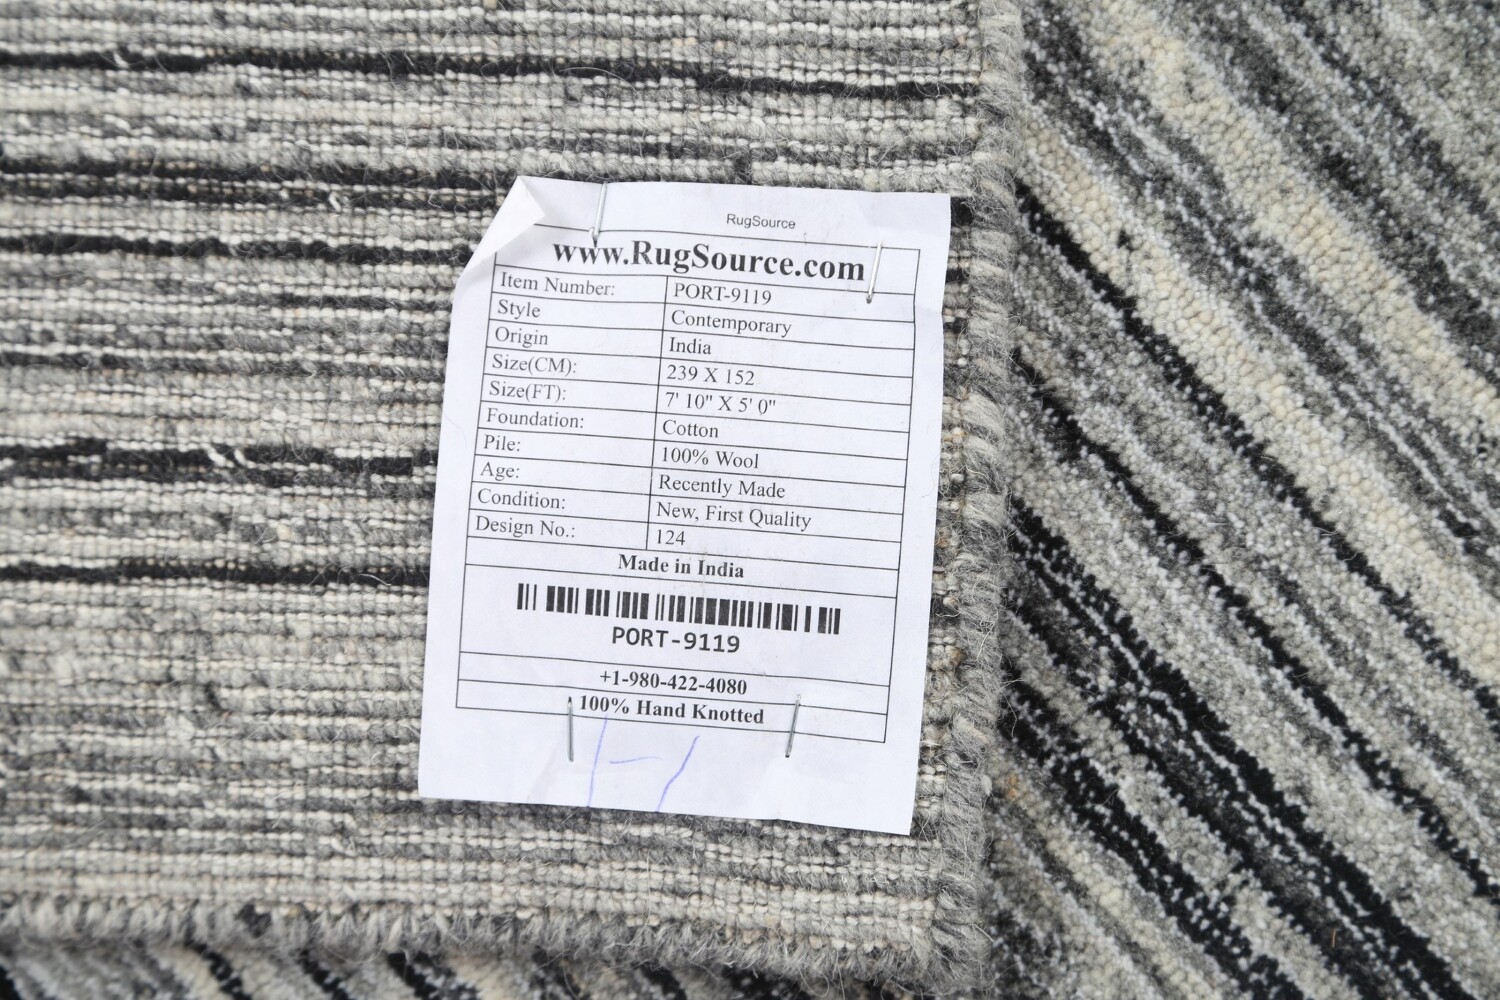 RugSource
www.RugSource.com
Item Number: PORT-9119
Style Contemporary
Origin India
Size(CM): 239 X 152
Size(FT): 7' 10" X 5' 0"
Foundation: Cotton
Pile: 100% Wool
Age: Recently Made
Condition: New, First Quality
Design No.: 124
Made in India
PORT-9119
+1-980-422-4080
100% Hand Knotted